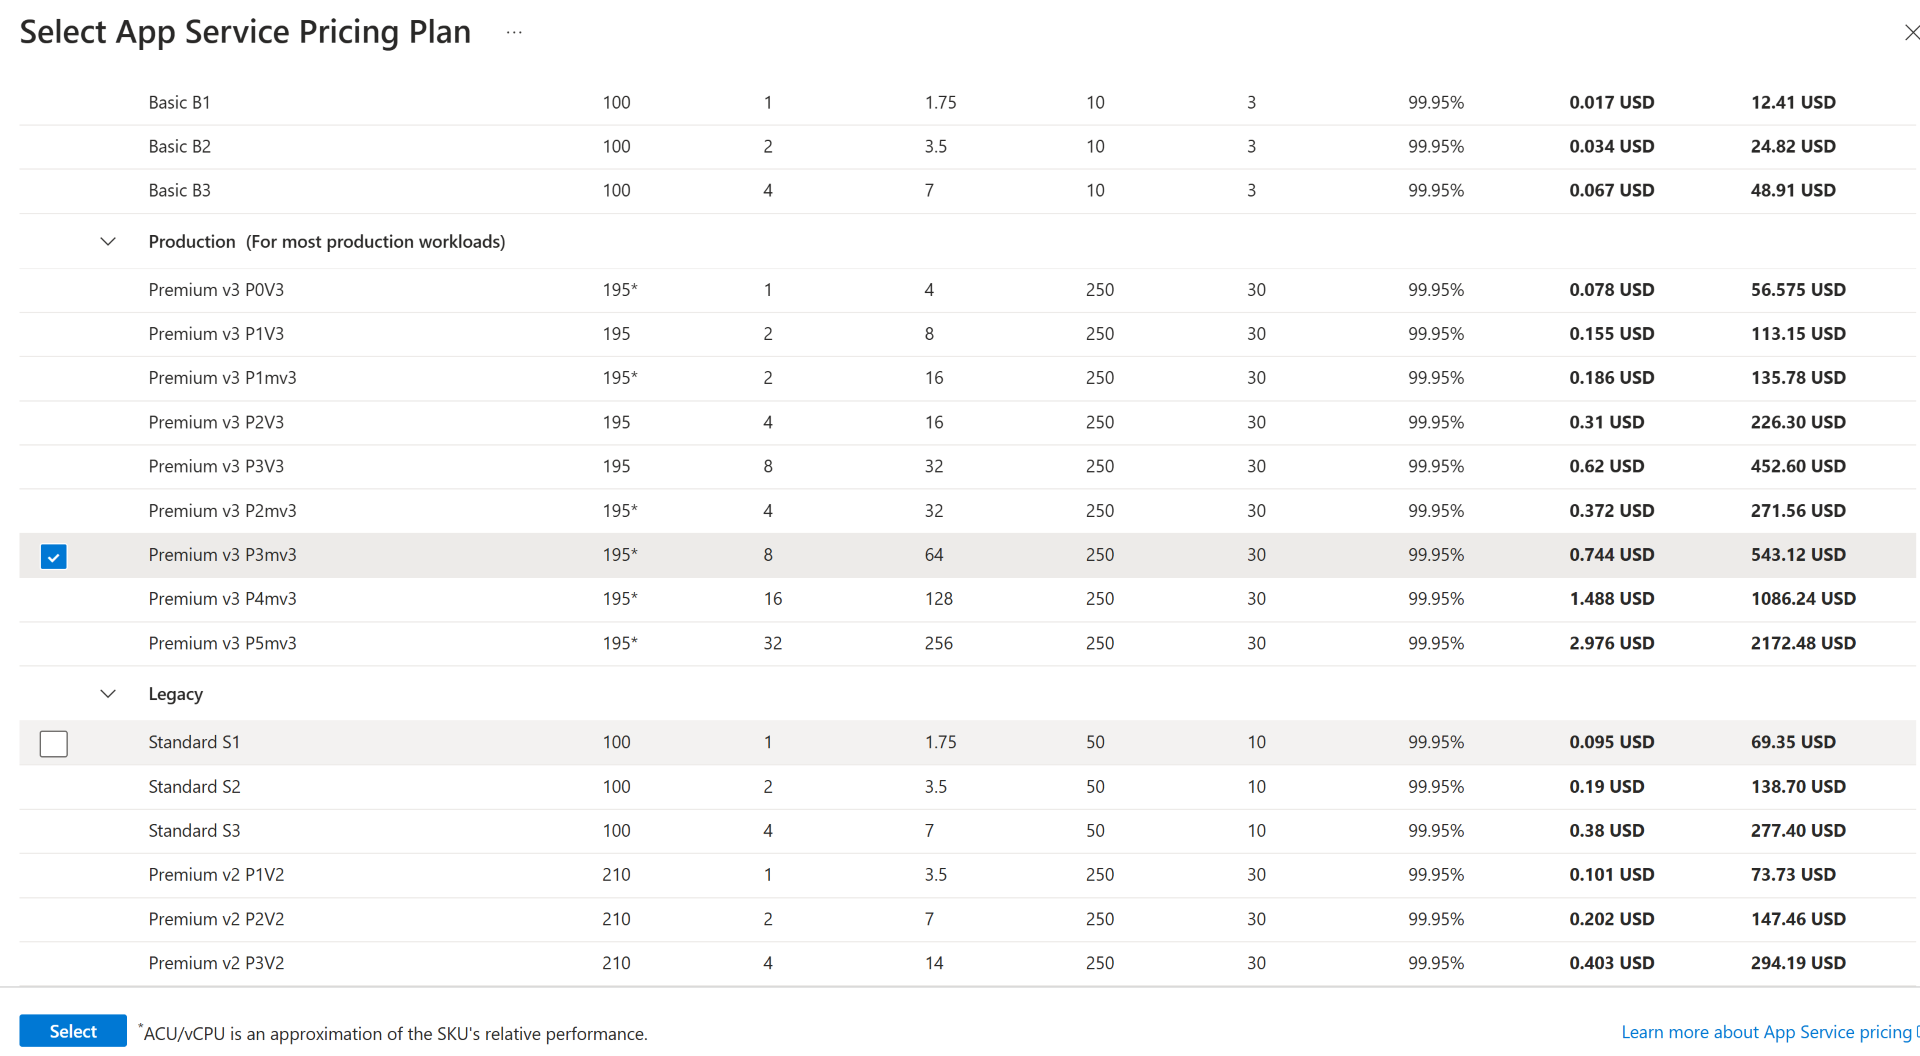 Select App Service Pricing Plan ...
Basic B1 100 1 1.75 10 3 99.95% 0.017 USD 12.41 USD
Basic B2 100 2 3.5 10 3 99.95% 0.034 USD 24.82 USD
Basic B3 100 4 7 10 3 99.95% 0.067 USD 48.91 USD
Production (For most production workloads)
Premium v3 P0V3 195* 1 4 250 30 99.95% 0.078 USD 56.575 USD
Premium v3 P1V3 195 2 8 250 30 99.95% 0.155 USD 113.15 USD
Premium v3 P1mv3 195* 2 16 250 30 99.95% 0.186 USD 135.78 USD
Premium v3 P2V3 195 4 16 250 30 99.95% 0.31 USD 226.30 USD
Premium v3 P3V3 195 8 32 250 30 99.95% 0.62 USD 452.60 USD
Premium v3 P2mv3 195* 4 32 250 30 99.95% 0.372 USD 271.56 USD
Premium v3 P3mv3 195* 8 64 250 30 99.95% 0.744 USD 543.12 USD
Premium v3 P4mv3 195* 16 128 250 30 99.95% 1.488 USD 1086.24 USD
Premium v3 P5mv3 195* 32 256 250 30 99.95% 2.976 USD 2172.48 USD
Legacy
Standard S1 100 1 1.75 50 10 99.95% 0.095 USD 69.35 USD
Standard S2 100 2 3.5 50 10 99.95% 0.19 USD 138.70 USD
Standard S3 100 4 7 50 10 99.95% 0.38 USD 277.40 USD
Premium v2 P1V2 210 1 3.5 250 30 99.95% 0.101 USD 73.73 USD
Premium v2 P2V2 210 2 7 250 30 99.95% 0.202 USD 147.46 USD
Premium v2 P3V2 210 4 14 250 30 99.95% 0.403 USD 294.19 USD
Select *ACU/vCPU is an approximation of the SKU's relative performance. Learn more about App Service pricing